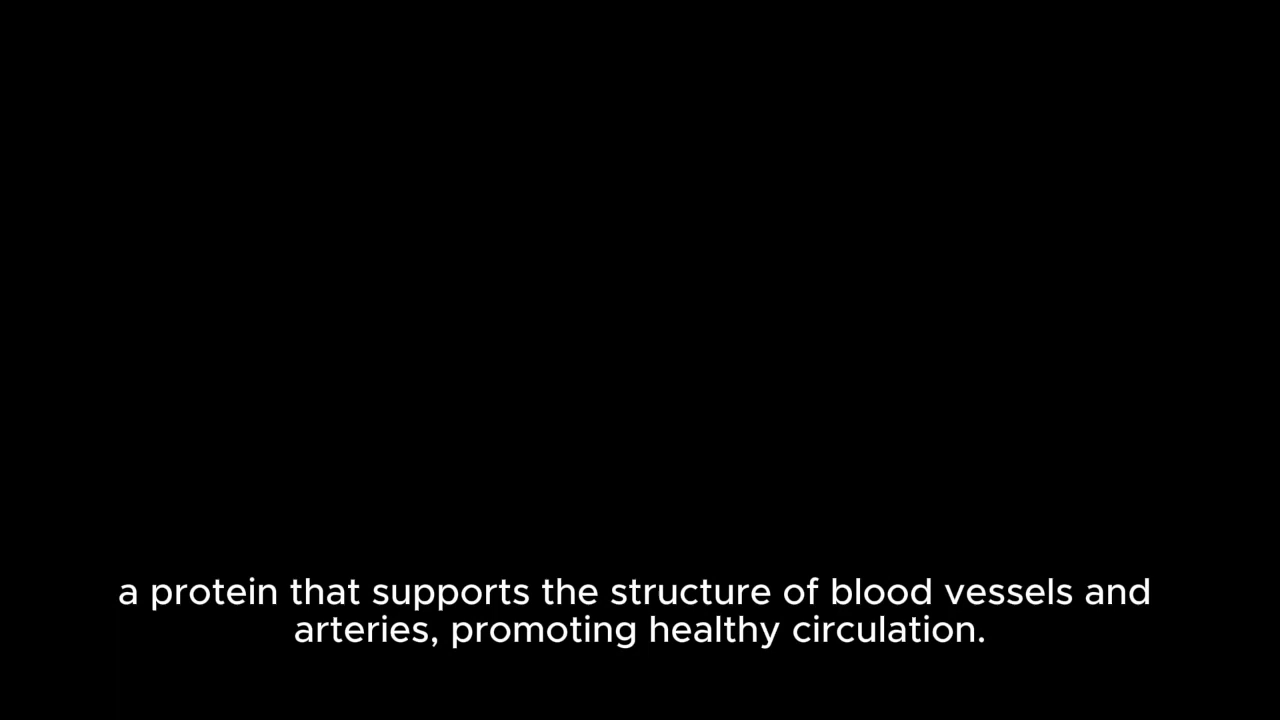 a protein that supports the structure of blood vessels and
arteries, promoting healthy circulation.